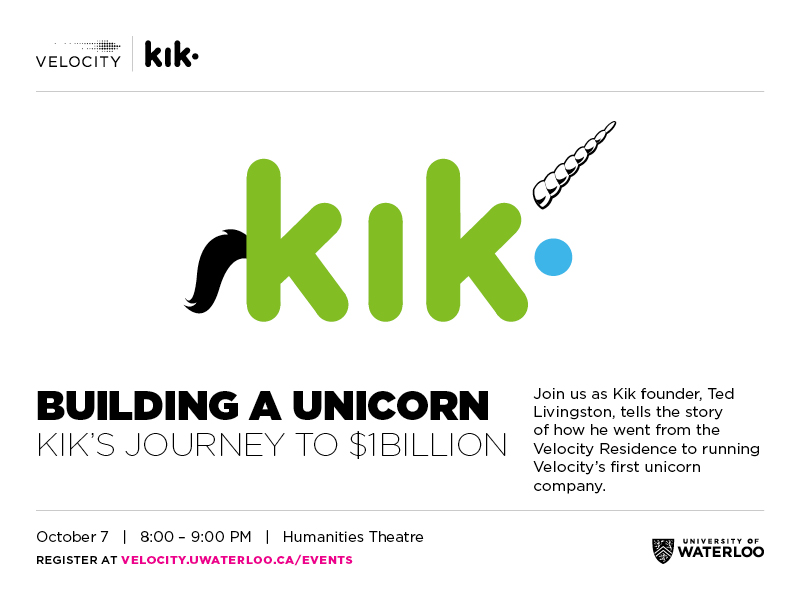 VELOCITY | kik.
kik.
BUILDING A UNICORN
KIK'S JOURNEY TO $1BILLION
Join us as Kik founder, Ted
Livingston, tells the story
of how he went from the
Velocity Residence to running
Velocity's first unicorn
company.
October 7 | 8:00 – 9:00 PM | Humanities Theatre
REGISTER AT VELOCITY.UWATERLOO.CA/EVENTS
UNIVERSITY OF
WATERLOO